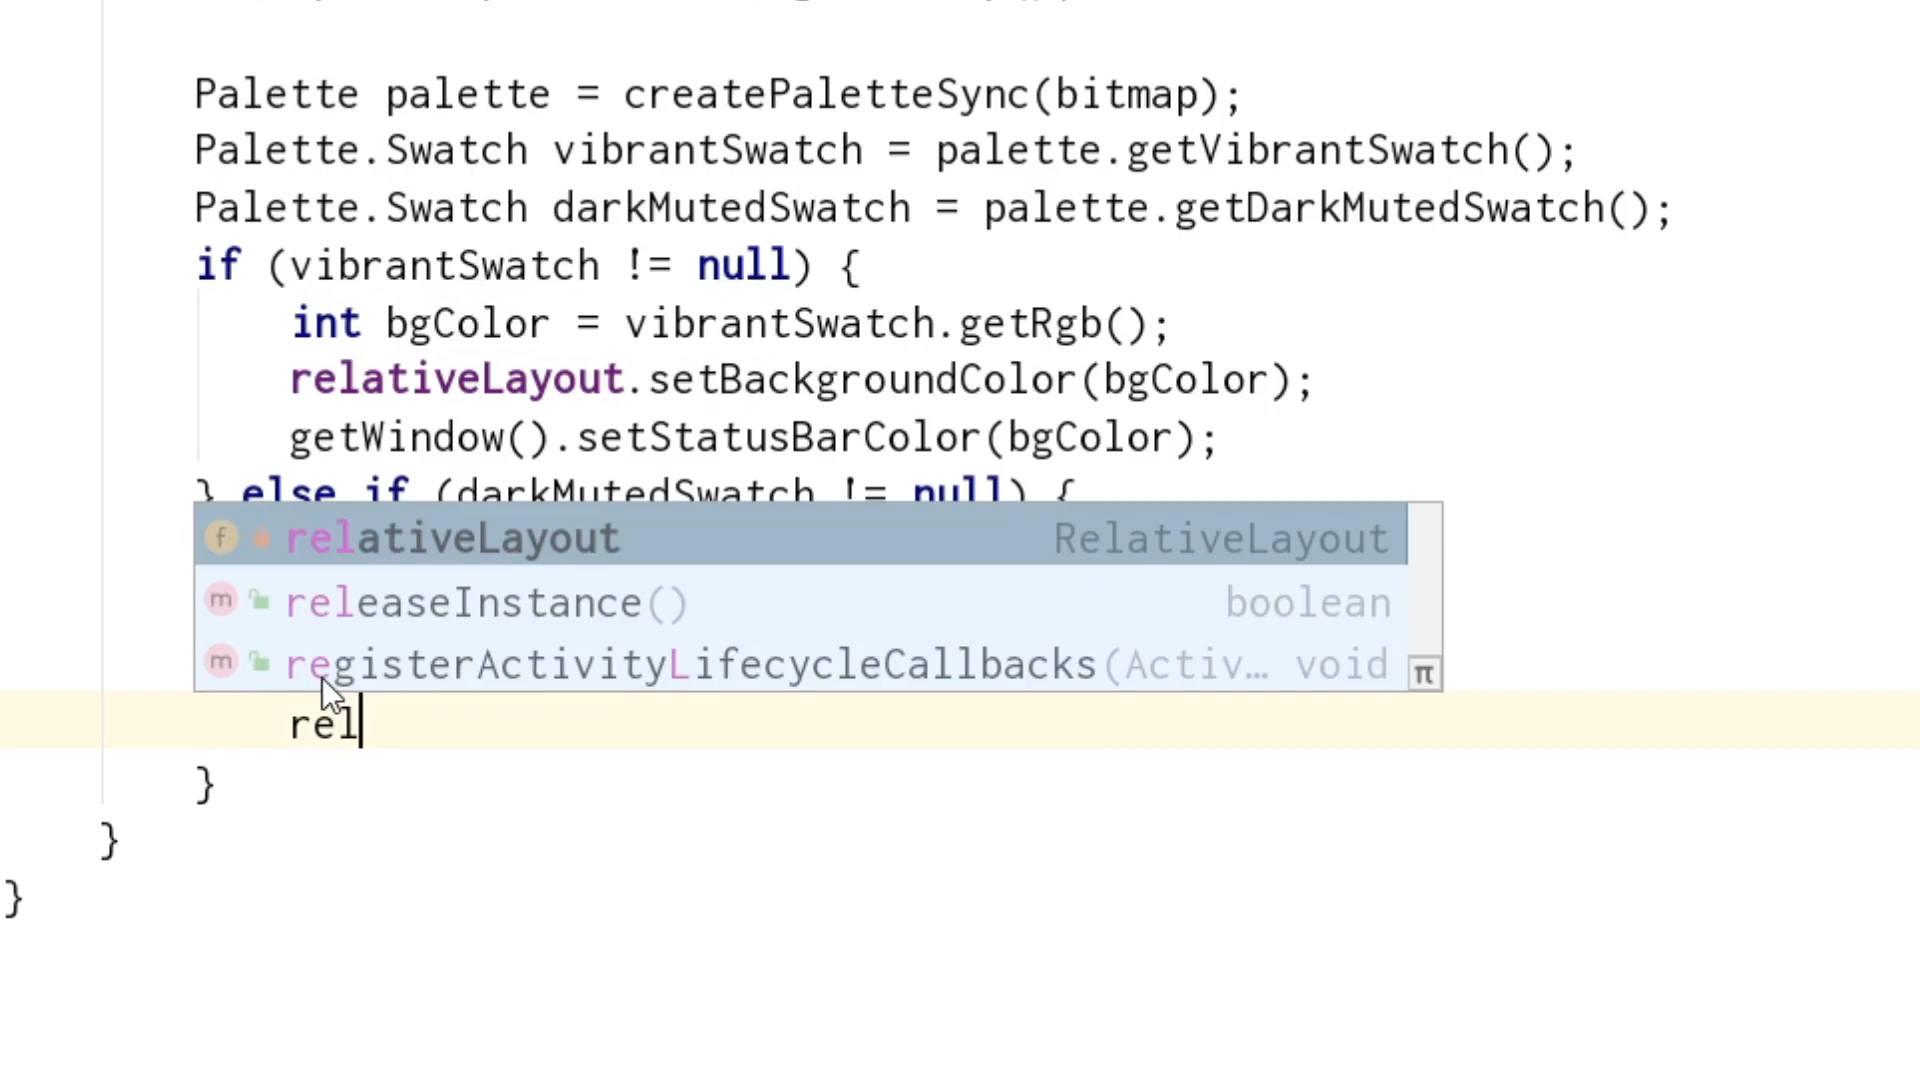 Palette palette = createPaletteSync(bitmap);
Palette.Swatch vibrantSwatch = palette.getVibrantSwatch();
Palette.Swatch darkMutedSwatch = palette.getDarkMutedSwatch();
if (vibrantSwatch != null) {
int bgColor = vibrantSwatch.getRgb();
relativeLayout.setBackgroundColor(bgColor);
getWindow().setStatusBarColor(bgColor);
} else if (darkMutedSwatch != null) {
f relativeLayout RelativeLayout
m releaseInstance() boolean
m registerActivityLifecycleCallbacks(Activ… void π
rel
}
}
}